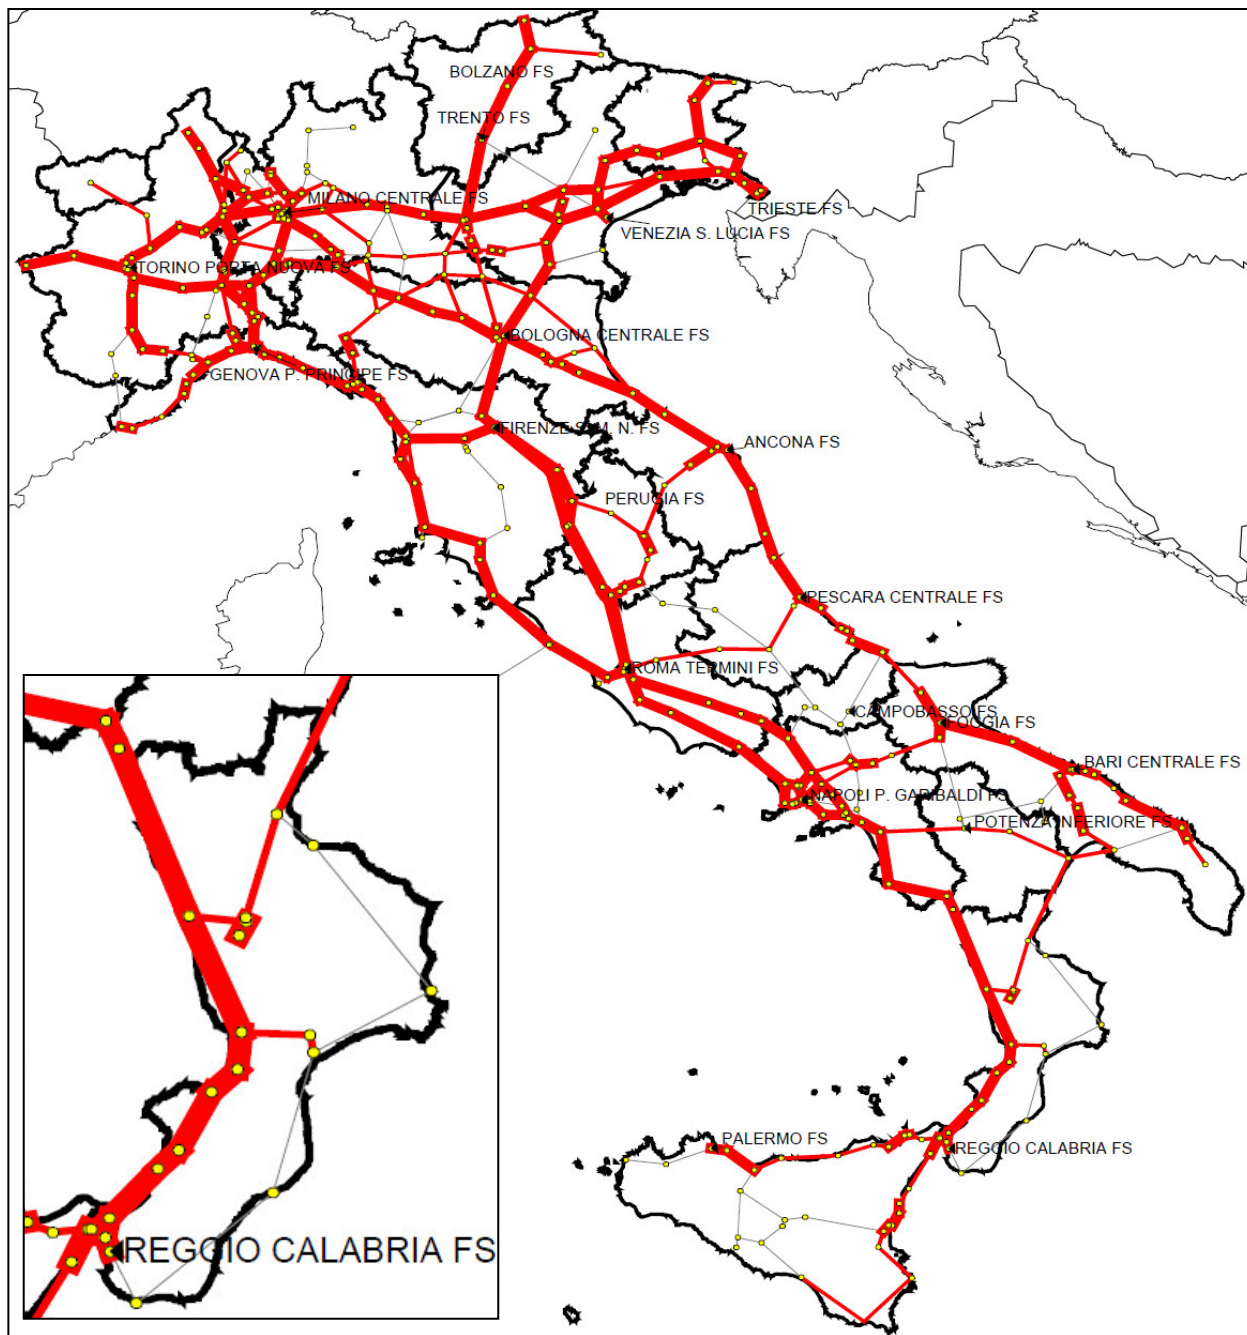 BOLZANO FS
TRENTO FS
MILANO CENTRALE FS
TRIESTE FS
VENEZIA S. LUCIA FS
TORINO PORTA NUOVA FS
BOLOGNA CENTRALE FS
GENOVA P. PRINCIPE FS
FIRENZE S. M. N. FS
ANCONA FS
PERUGIA FS
PESCARA CENTRALE FS
ROMA TERMINI FS
CAMPOBASSO FS
FOGGIA FS
BARI CENTRALE FS
NAPOLI P. GARIBALDI FS
POTENZA INFERIORE FS
PALERMO FS
REGGIO CALABRIA FS
REGGIO CALABRIA FS